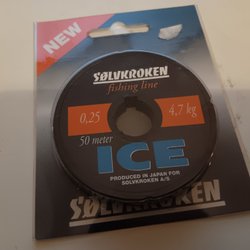 NEW
SØLVKROKEN
fishing line
0,25
4,7 kg
50 meter
ICE
PRODUCED IN JAPAN FOR
SØLVKROKEN A/S
SØLVKROKEN